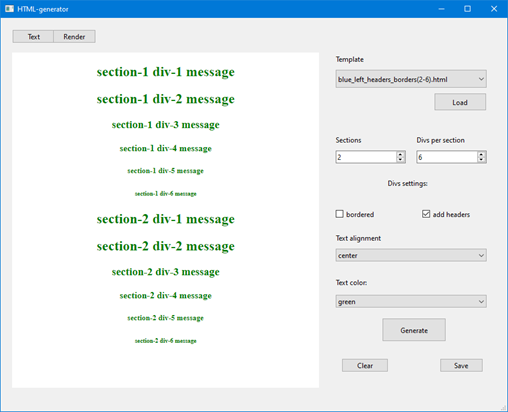 HTML-generator
Text Render
section-1 div-1 message
section-1 div-2 message
section-1 div-3 message
section-1 div-4 message
section-1 div-5 message
section-1 div-6 message
section-2 div-1 message
section-2 div-2 message
section-2 div-3 message
section-2 div-4 message
section-2 div-5 message
section-2 div-6 message
Template
blue_left_headers_borders(2-6).html
Load
Sections Divs per section
2 6
Divs settings:
bordered add headers
Text alignment
center
Text color:
green
Generate
Clear Save